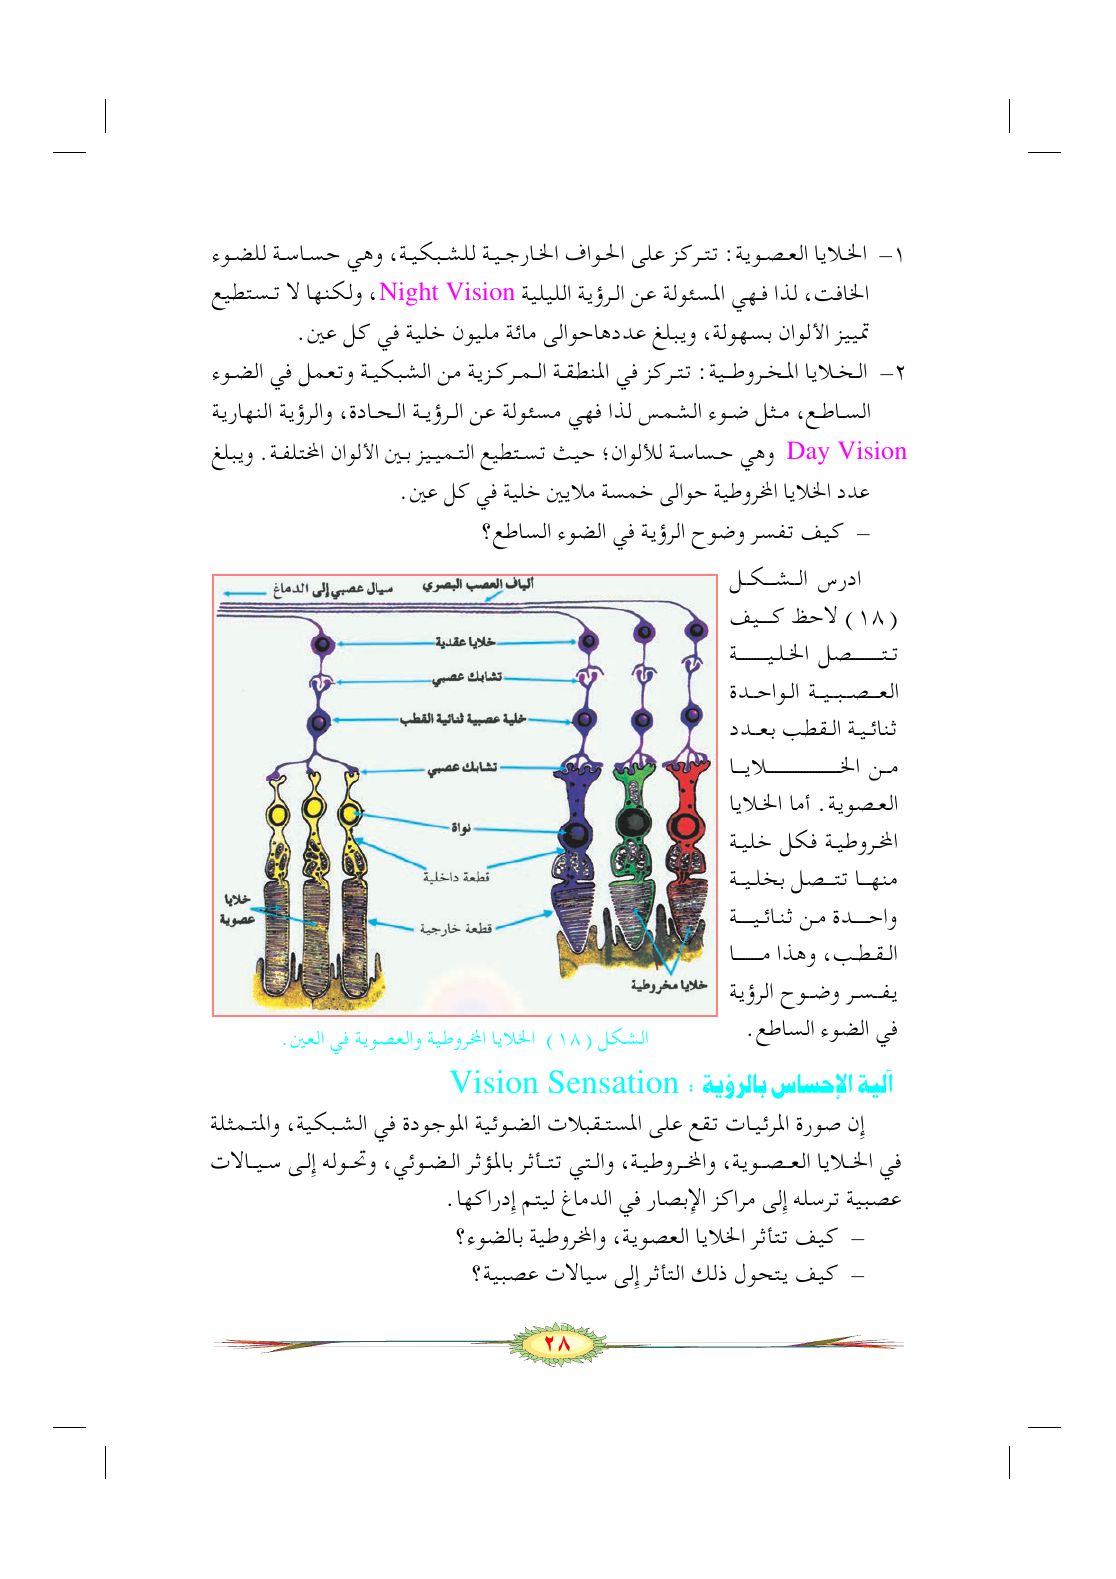 ١– الخلايا العصوية: تتركز على الحواف الخارجية للشبكية، وهي حساسة للضوء
الخافت، لذا فهي المسئولة عن الرؤية الليلية Night Vision، ولكنها لا تستطيع
تمييز الألوان بسهولة، ويبلغ عددهاحوالى مائة مليون خلية في كل عين.
٢– الخلايا المخروطية: تتركز في المنطقة المركزية من الشبكية وتعمل في الضوء
الساطع، مثل ضوء الشمس لذا فهي مسئولة عن الرؤية الحادة، والرؤية النهارية
Day Vision وهي حساسة للألوان؛ حيث تستطيع التمييز بين الألوان المختلفة. ويبلغ
عدد الخلايا المخروطية حوالى خمسة ملايين خلية في كل عين.
– كيف تفسر وضوح الرؤية في الضوء الساطع؟
ادرس الشكل
(١٨) لاحظ كيف
تتصل الخلية
العصبية الواحدة
ثنائية القطب بعدد
من الخلايا
العصوية. أما الخلايا
المخروطية فكل خلية
منها تتصل بخلية
واحدة من ثنائية
القطب، وهذا ما
يفسر وضوح الرؤية
في الضوء الساطع.
ألياف العصب البصري
سيال عصبي إلى الدماغ
خلايا عقدية
تشابك عصبي
خلية عصبية ثنائية القطب
تشابك عصبي
نواة
قطعة داخلية
خلايا
عصوية
قطعة خارجية
خلايا مخروطية
الشكل (١٨) الخلايا المخروطية والعصوية في العين.
آلية الإحساس بالرؤية : Vision Sensation
إن صورة المرئيات تقع على المستقبلات الضوئية الموجودة في الشبكية، والمتمثلة
في الخلايا العصوية، والمخروطية، والتي تتأثر بالمؤثر الضوئي، وتحوله إلى سيالات
عصبية ترسله إلى مراكز الإبصار في الدماغ ليتم إدراكها.
– كيف تتأثر الخلايا العصوية، والمخروطية بالضوء؟
– كيف يتحول ذلك التأثر إلى سيالات عصبية؟
٢٨